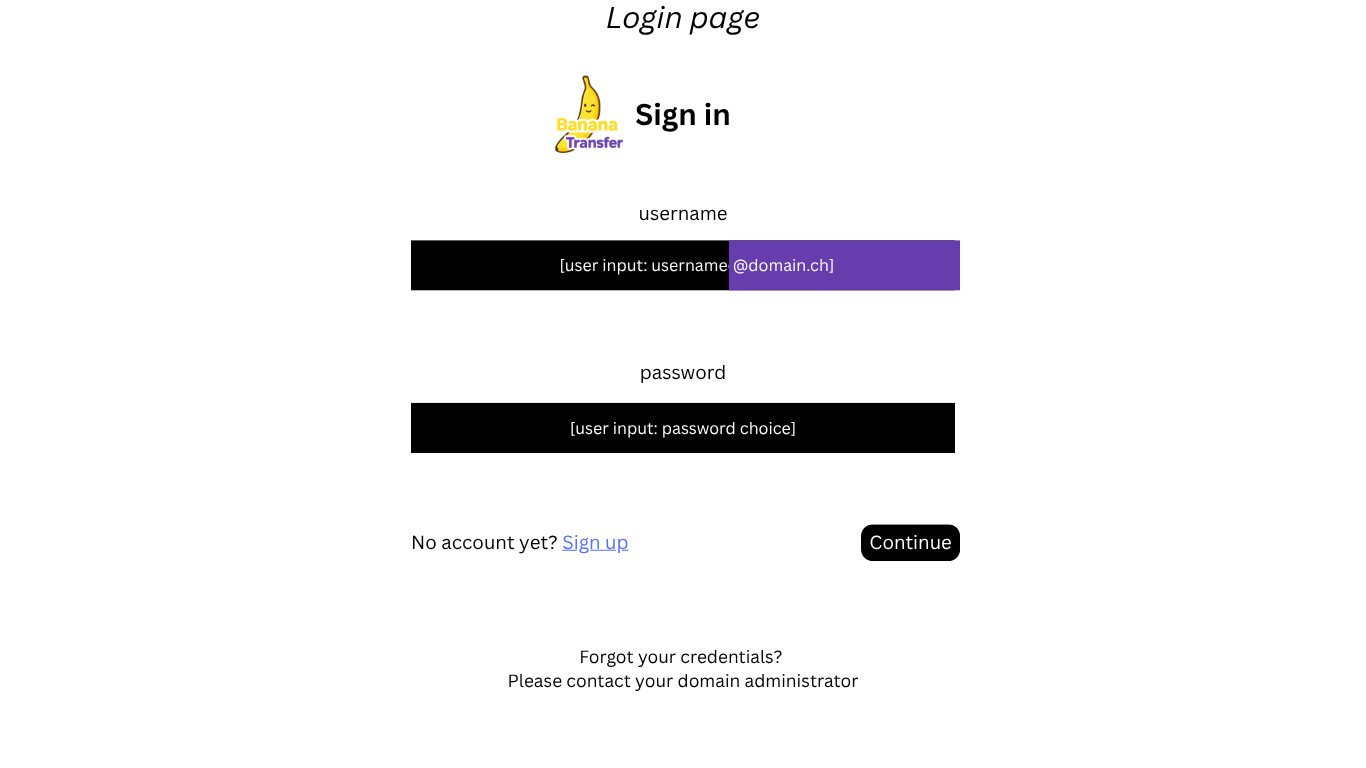 Login page
Banana
Transfer
Sign in
username
[user input: username@domain.ch]
password
[user input: password choice]
No account yet? Sign up
Continue
Forgot your credentials?
Please contact your domain administrator